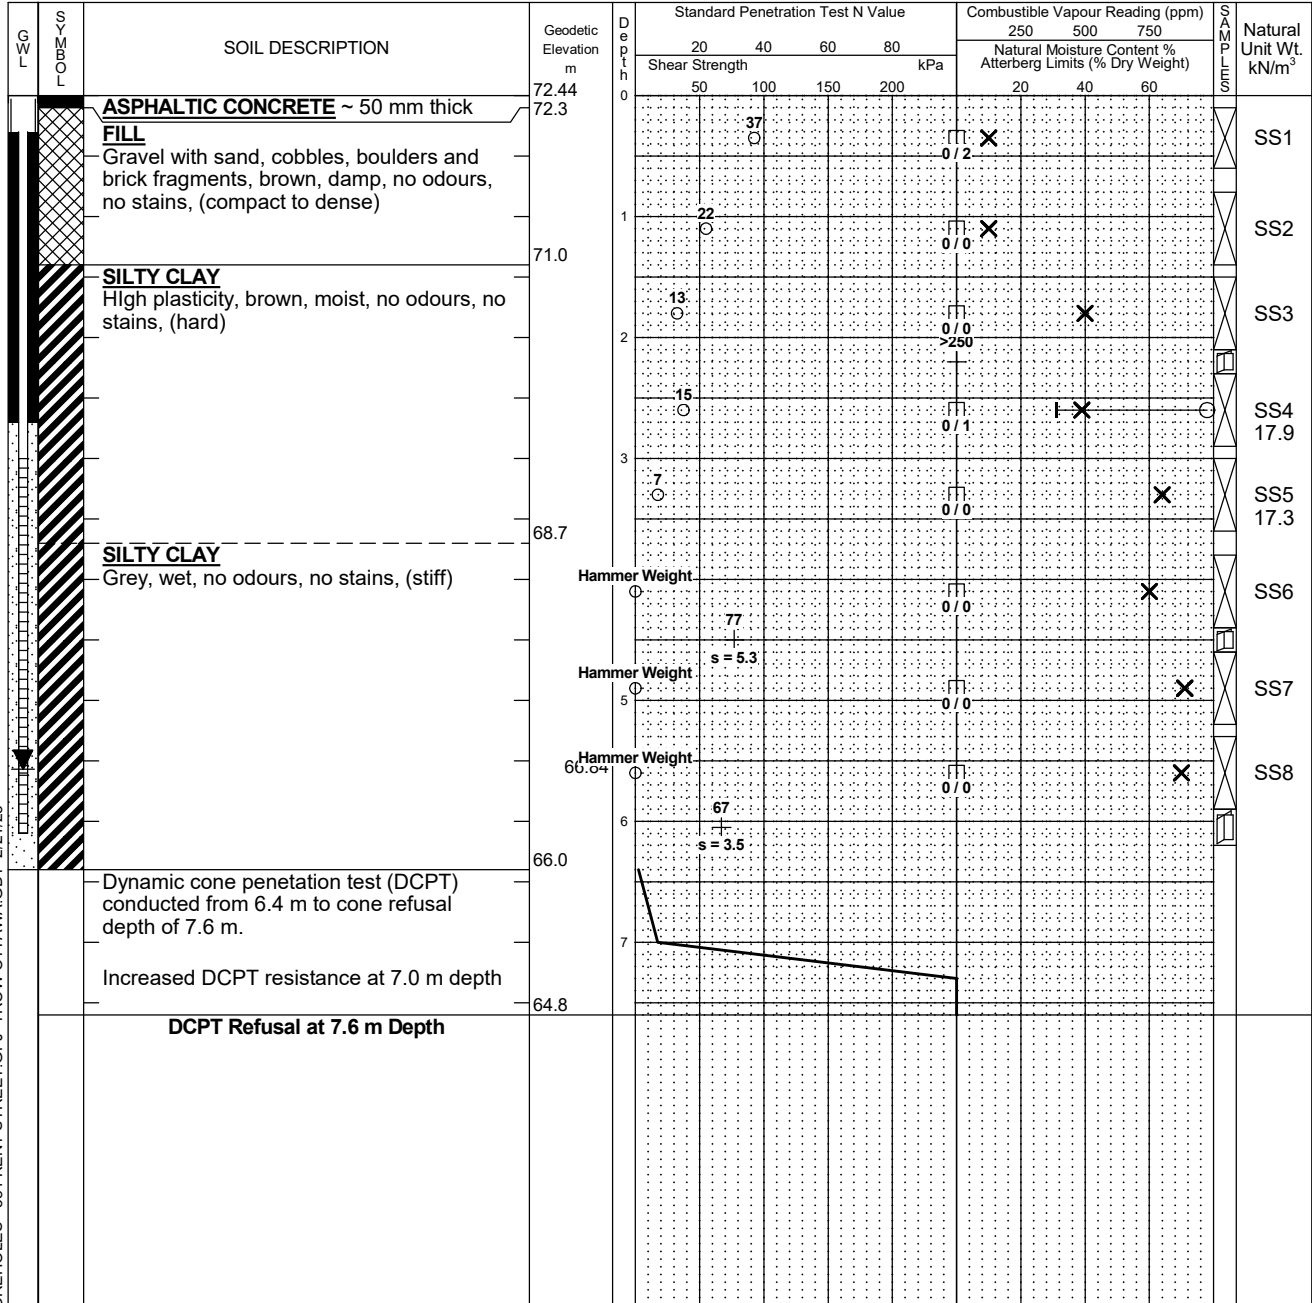 GWL
SYMBOL
SOIL DESCRIPTION
Geodetic
Elevation
m
Depth
Standard Penetration Test N Value
20 40 60 80
Shear Strength kPa
50 100 150 200
Combustible Vapour Reading (ppm)
250 500 750
Natural Moisture Content %
Atterberg Limits (% Dry Weight)
20 40 60
SAMPLES
Natural
Unit Wt.
kN/m³
72.44
0
ASPHALTIC CONCRETE ~ 50 mm thick
72.3
FILL
Gravel with sand, cobbles, boulders and
brick fragments, brown, damp, no odours,
no stains, (compact to dense)
37
0 / 2
SS1
1
22
0 / 0
SS2
71.0
SILTY CLAY
HIgh plasticity, brown, moist, no odours, no
stains, (hard)
13
0 / 0
SS3
2
>250
15
0 / 1
SS4
17.9
3
7
0 / 0
SS5
17.3
68.7
SILTY CLAY
Grey, wet, no odours, no stains, (stiff)
Hammer Weight
0 / 0
SS6
77
s = 5.3
Hammer Weight
0 / 0
SS7
5
66.84
Hammer Weight
0 / 0
SS8
67
6
s = 3.5
66.0
Dynamic cone penetation test (DCPT)
conducted from 6.4 m to cone refusal
depth of 7.6 m.
7
Increased DCPT resistance at 7.0 m depth
64.8
DCPT Refusal at 7.6 m Depth